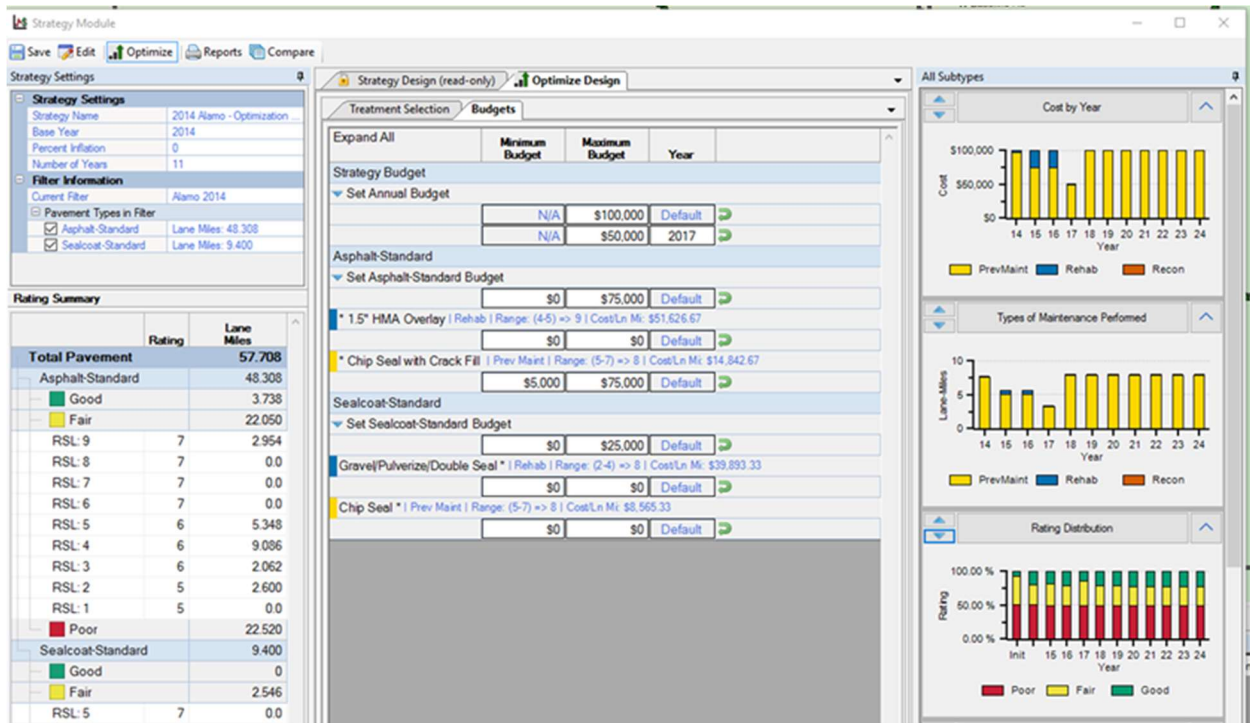 Strategy Module
Save Edit Optimize Reports Compare
Strategy Settings
Strategy Settings
Strategy Name 2014 Alamo - Optimization ...
Base Year 2014
Percent Inflation 0
Number of Years 11
Filter Information
Current Filter Alamo 2014
Pavement Types in Filter
Asphalt-Standard Lane Miles: 48.308
Sealcoat-Standard Lane Miles: 9.400
Rating Summary
Rating Lane Miles
Total Pavement 57.708
Asphalt-Standard 48.308
Good 3.738
Fair 22.050
RSL: 9 7 2.954
RSL: 8 7 0.0
RSL: 7 7 0.0
RSL: 6 7 0.0
RSL: 5 6 5.348
RSL: 4 6 9.086
RSL: 3 6 2.062
RSL: 2 5 2.600
RSL: 1 5 0.0
Poor 22.520
Sealcoat-Standard 9.400
Good 0
Fair 2.546
RSL: 5 7 0.0
Strategy Design (read-only) Optimize Design
Treatment Selection Budgets
Expand All Minimum Budget Maximum Budget Year
Strategy Budget
Set Annual Budget
N/A $100,000 Default
N/A $50,000 2017
Asphalt-Standard
Set Asphalt-Standard Budget
$0 $75,000 Default
* 1.5" HMA Overlay | Rehab | Range: (4-5) => 9 | Cost/Ln Mi: $51,626.67
$0 $0 Default
* Chip Seal with Crack Fill | Prev Maint | Range: (5-7) => 8 | Cost/Ln Mi: $14,842.67
$5,000 $75,000 Default
Sealcoat-Standard
Set Sealcoat-Standard Budget
$0 $25,000 Default
Gravel/Pulverize/Double Seal * | Rehab | Range: (2-4) => 8 | Cost/Ln Mi: $39,893.33
$0 $0 Default
Chip Seal * | Prev Maint | Range: (5-7) => 8 | Cost/Ln Mi: $8,565.33
$0 $0 Default
All Subtypes
Cost by Year
Cost
$100,000
$50,000
$0
14 15 16 17 18 19 20 21 22 23 24
Year
PrevMaint Rehab Recon
Types of Maintenance Performed
Lane-Miles
10
5
0
14 15 16 17 18 19 20 21 22 23 24
Year
PrevMaint Rehab Recon
Rating Distribution
Rating
100.00 %
50.00 %
0.00 %
Init 15 16 17 18 19 20 21 22 23 24
Year
Poor Fair Good